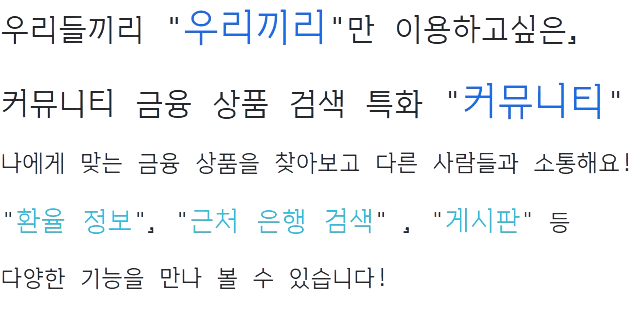 우리들끼리 "우리끼리"만 이용하고싶은,
커뮤니티 금융 상품 검색 특화 "커뮤니티"
나에게 맞는 금융 상품을 찾아보고 다른 사람들과 소통해요!
"환율 정보", "근처 은행 검색" , "게시판" 등
다양한 기능을 만나 볼 수 있습니다!